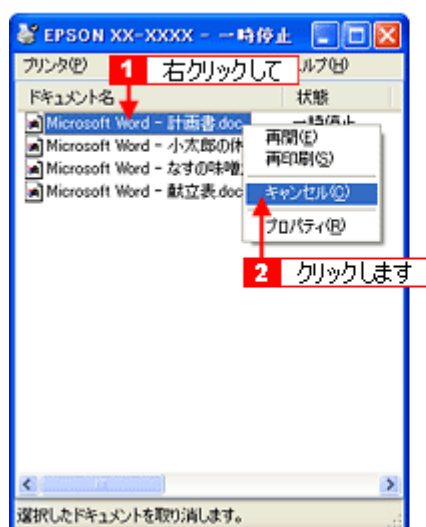 EPSON XX-XXXX - 一時停止
プリンタ(P) ルプ(H)
1 右クリックして
ドキュメント名 状態
Microsoft Word - 計画書.doc 一時停止
Microsoft Word - 小太郎の休
Microsoft Word - なすの味噌
Microsoft Word - 献立表.doc
再開(E)
再印刷(S)
キャンセル(C)
プロパティ(R)
2 クリックします
選択したドキュメントを取り消します。